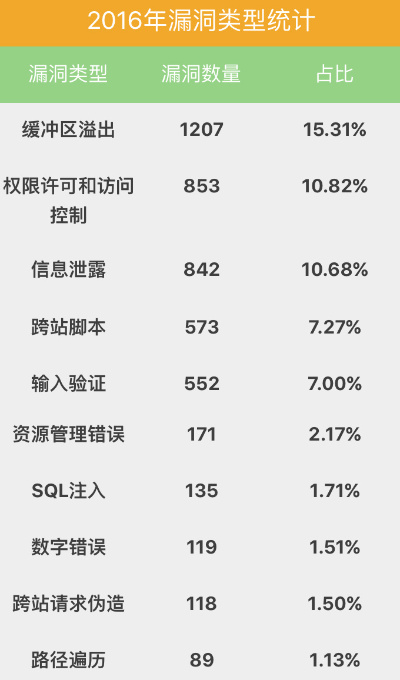 2016年漏洞类型统计
漏洞类型 漏洞数量 占比
缓冲区溢出 1207 15.31%
权限许可和访问 853 10.82%
控制
信息泄露 842 10.68%
跨站脚本 573 7.27%
输入验证 552 7.00%
资源管理错误 171 2.17%
SQL注入 135 1.71%
数字错误 119 1.51%
跨站请求伪造 118 1.50%
路径遍历 89 1.13%